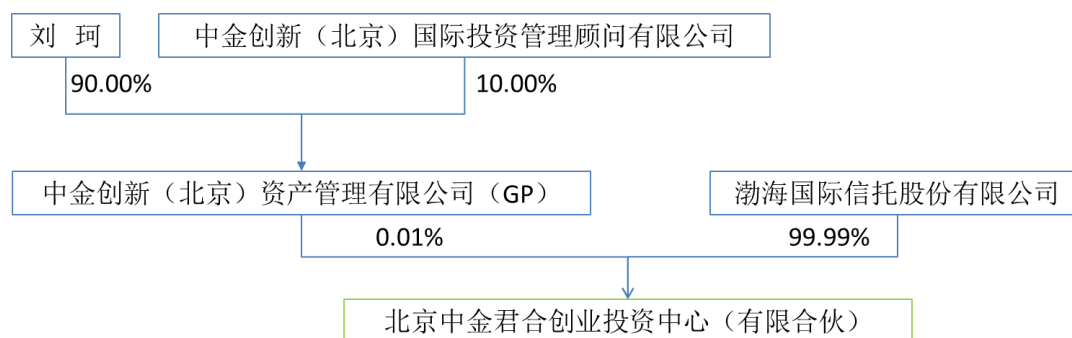 刘 珂
中金创新（北京）国际投资管理顾问有限公司
90.00%
10.00%
中金创新（北京）资产管理有限公司（GP）
渤海国际信托股份有限公司
0.01%
99.99%
北京中金君合创业投资中心（有限合伙）